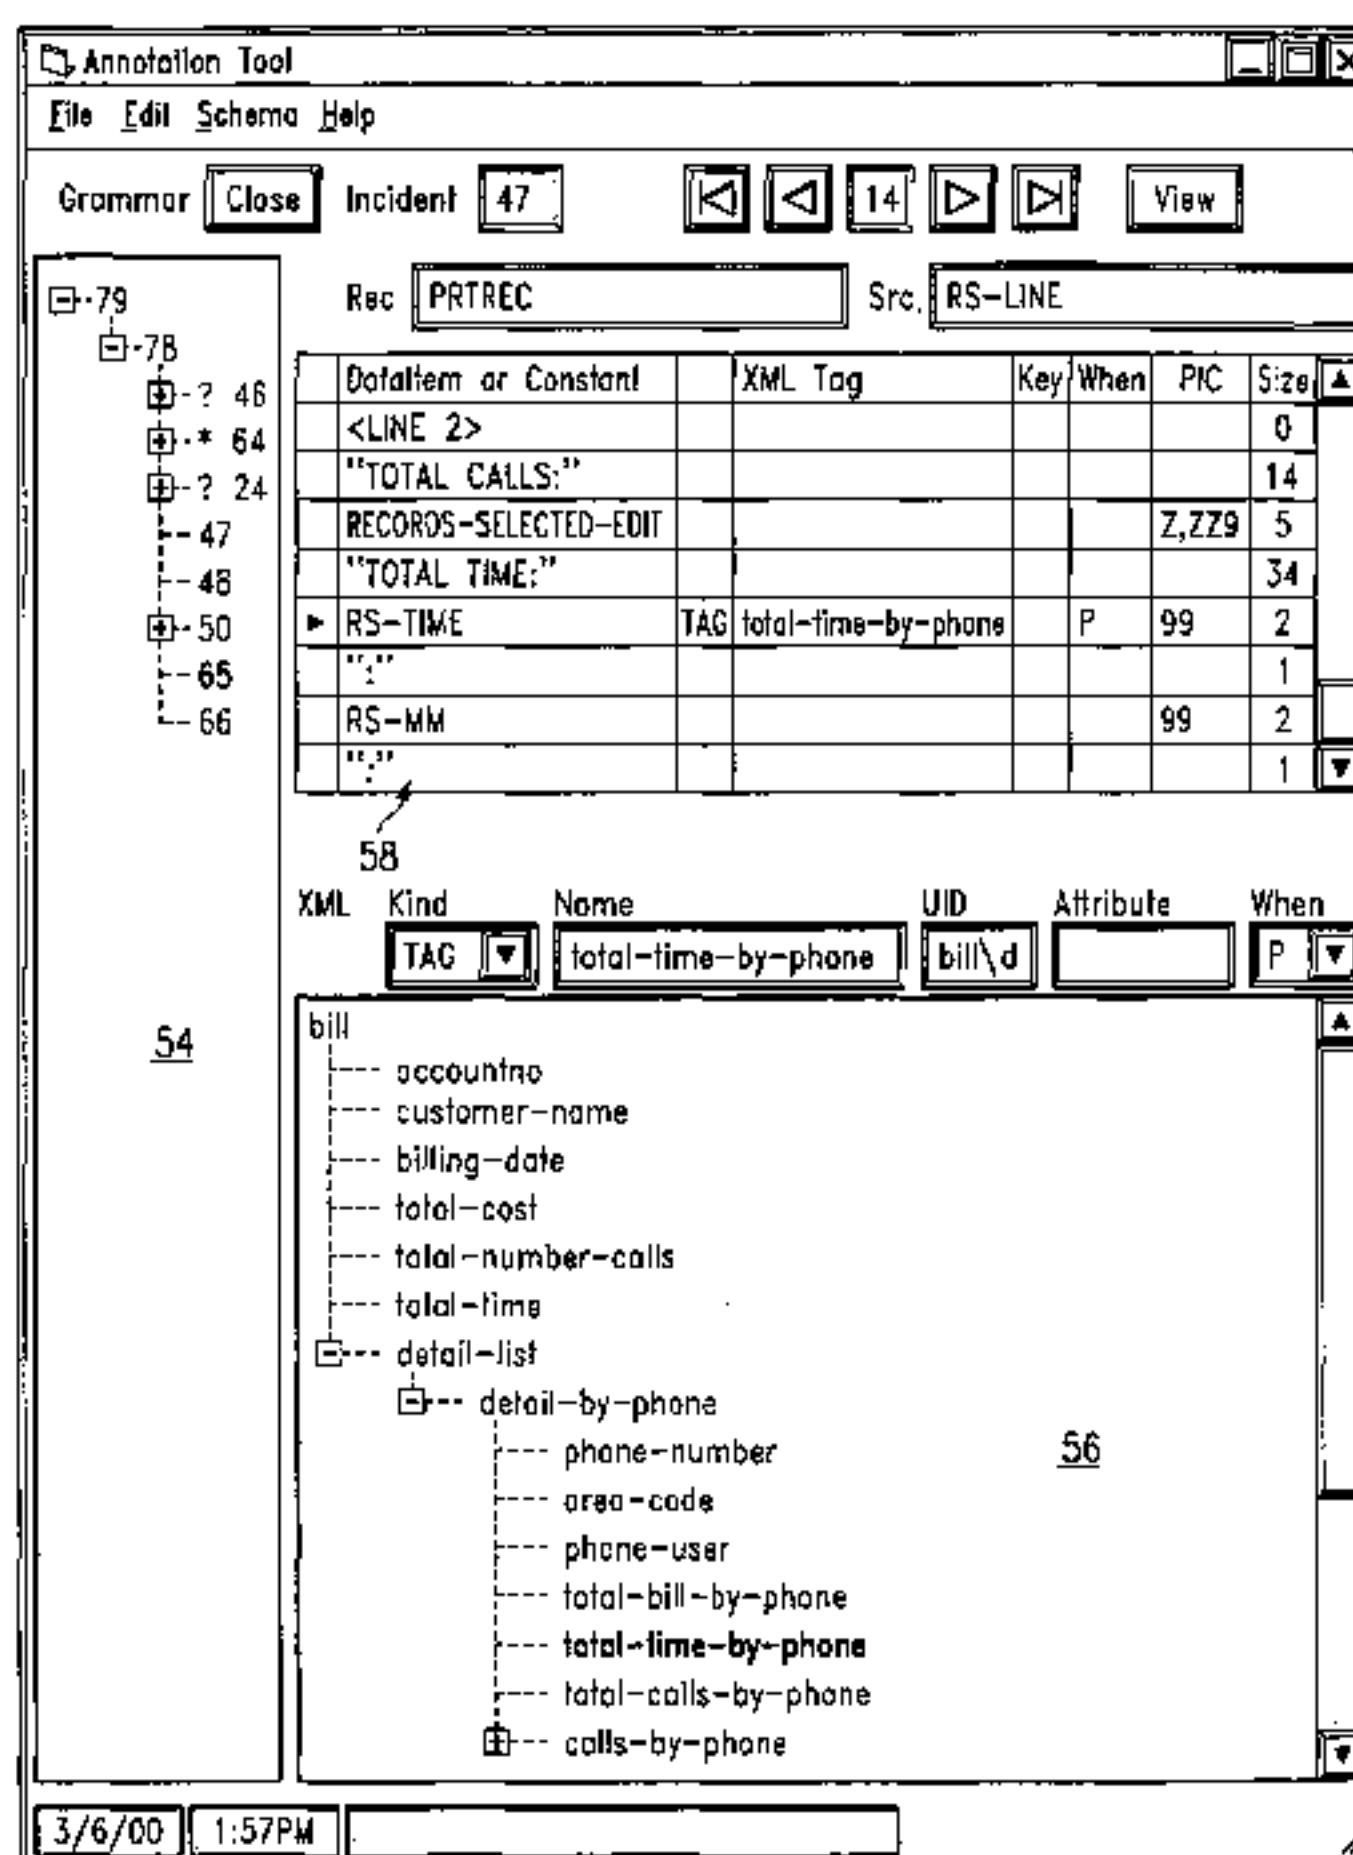 Annotation Tool
File Edit Schema Help
Grammar Close Incident 47 14 View
79
78
? 46
* 64
? 24
47
48
50
65
66
54
Rec PRTREC Src. RS-LINE
DataItem or Constant XML Tag Key When PIC Size
<LINE 2> 0
"TOTAL CALLS:" 14
RECORDS-SELECTED-EDIT Z,ZZ9 5
"TOTAL TIME:" 34
RS-TIME TAG total-time-by-phone P 99 2
":" 1
RS-MM 99 2
":" 1
58
XML Kind Name UID Attribute When
TAG total-time-by-phone bill\d P
bill
accountno
customer-name
billing-date
total-cost
total-number-calls
total-time
detail-list
detail-by-phone
phone-number
area-code
phone-user
total-bill-by-phone
total-time-by-phone
total-calls-by-phone
calls-by-phone
56
3/6/00 1:57PM